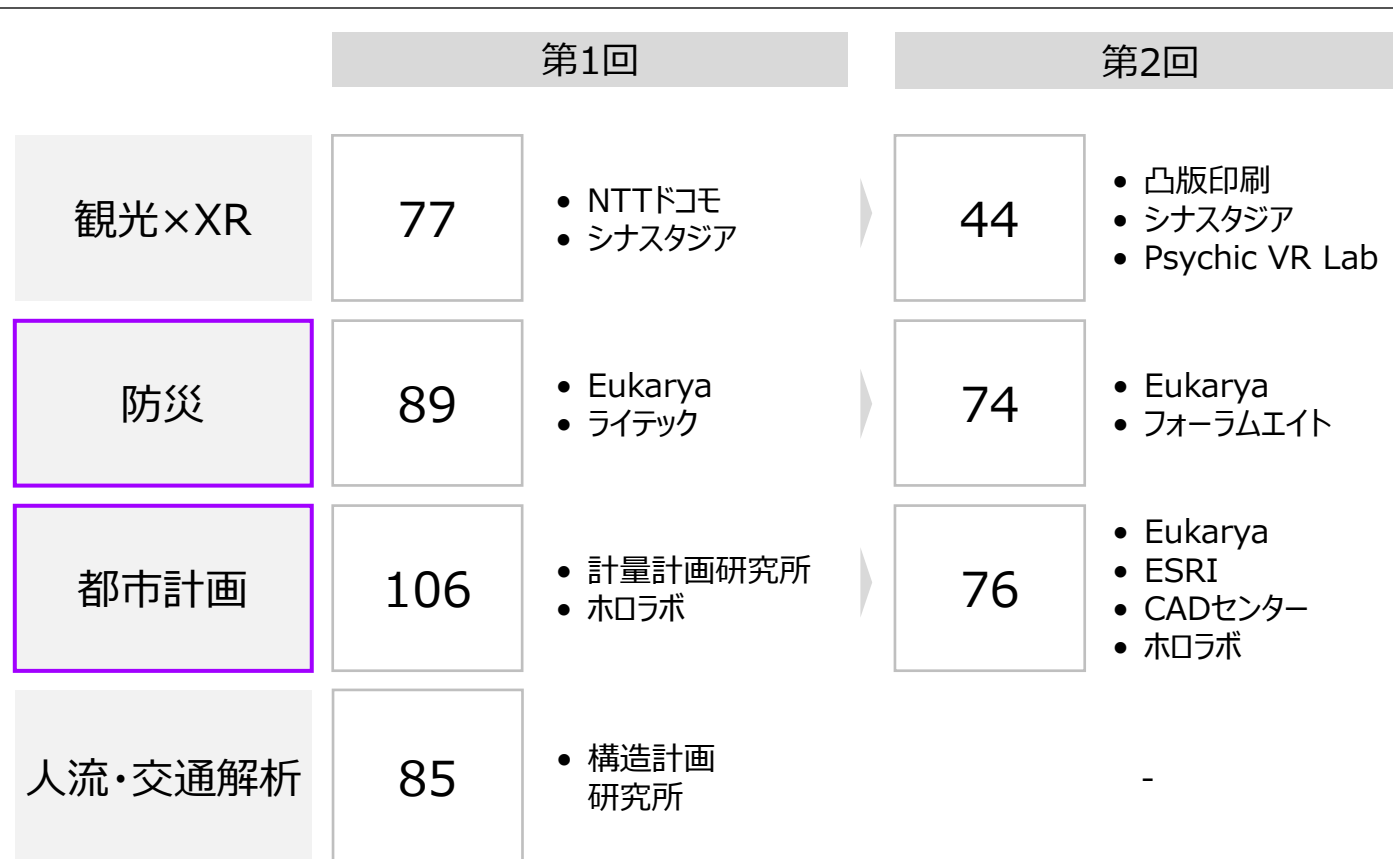 第1回
第2回
観光×XR
77
• NTTドコモ
• シナスタジア
44
• 凸版印刷
• シナスタジア
• Psychic VR Lab
防災
89
• Eukarya
• ライテック
74
• Eukarya
• フォーラムエイト
都市計画
106
• 計量計画研究所
• ホロラボ
76
• Eukarya
• ESRI
• CADセンター
• ホロラボ
人流・交通解析
85
• 構造計画
研究所
-